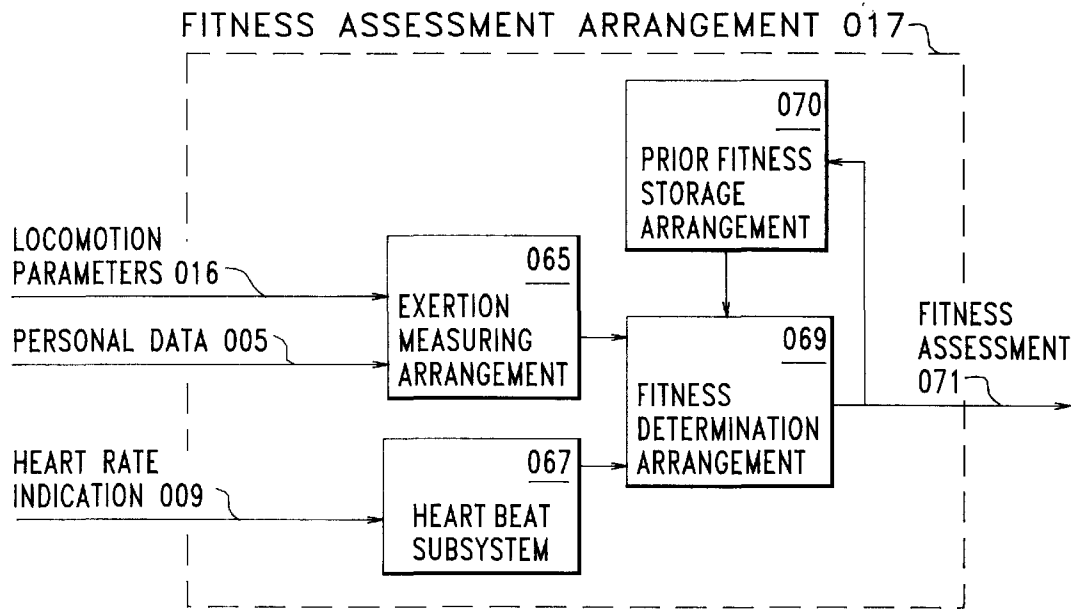 FITNESS ASSESSMENT ARRANGEMENT 017
070
PRIOR FITNESS
STORAGE
ARRANGEMENT
LOCOMOTION
PARAMETERS 016
PERSONAL DATA 005
065
EXERTION
MEASURING
ARRANGEMENT
069
FITNESS
DETERMINATION
ARRANGEMENT
FITNESS
ASSESSMENT
071
HEART RATE
INDICATION 009
067
HEART BEAT
SUBSYSTEM